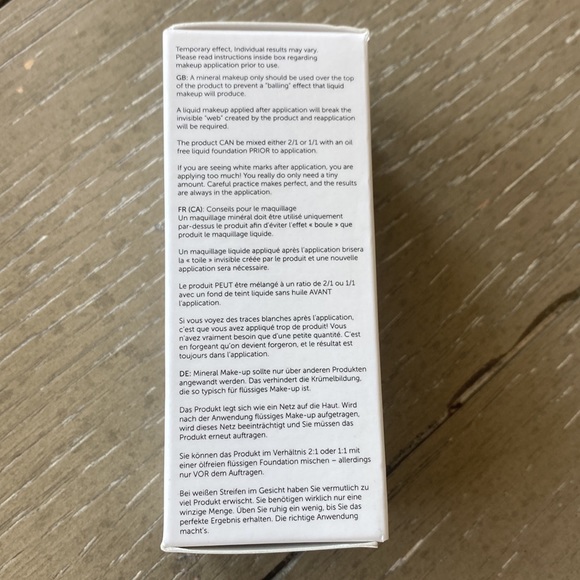 Temporary effect, Individual results may vary.
Please read instructions inside box regarding
makeup application prior to use.
GB: A mineral makeup only should be used over the top
of the product to prevent a "balling" effect that liquid
makeup will produce.
A liquid makeup applied after application will break the
invisible "web" created by the product and reapplication
will be required.
The product CAN be mixed either 2/1 or 1/1 with an oil
free liquid foundation PRIOR to application.
If you are seeing white marks after application, you are
applying too much! You really do only need a tiny
amount. Careful practice makes perfect, and the results
are always in the application.
FR (CA): Conseils pour le maquillage
Un maquillage minéral doit être utilisé uniquement
par-dessus le produit afin d'éviter l'effet « boule » que
produit le maquillage liquide.
Un maquillage liquide appliqué après l'application brisera
la « toile » invisible créée par le produit et une nouvelle
application sera nécessaire.
Le produit PEUT être mélangé à un ratio de 2/1 ou 1/1
avec un fond de teint liquide sans huile AVANT
l'application.
Si vous voyez des traces blanches après l'application,
c'est que vous avez appliqué trop de produit! Vous
n'avez vraiment besoin que d'une petite quantité. C'est
en forgeant qu'on devient forgeron, et le résultat est
toujours dans l'application.
DE: Mineral Make-up sollte nur über anderen Produkten
angewandt werden. Das verhindert die Krümelbildung,
die so typisch für flüssiges Make-up ist.
Das Produkt legt sich wie ein Netz auf die Haut. Wird
nach der Anwendung flüssiges Make-up aufgetragen,
wird dieses Netz beeinträchtigt und Sie müssen das
Produkt erneut auftragen.
Sie können das Produkt im Verhältnis 2:1 oder 1:1 mit
einer ölfreien flüssigen Foundation mischen – allerdings
nur VOR dem Auftragen.
Bei weißen Streifen im Gesicht haben Sie vermutlich zu
viel Produkt erwischt. Sie benötigen wirklich nur eine
winzige Menge. Üben Sie ruhig ein wenig, bis Sie das
perfekte Ergebnis erhalten. Die richtige Anwendung
macht's.